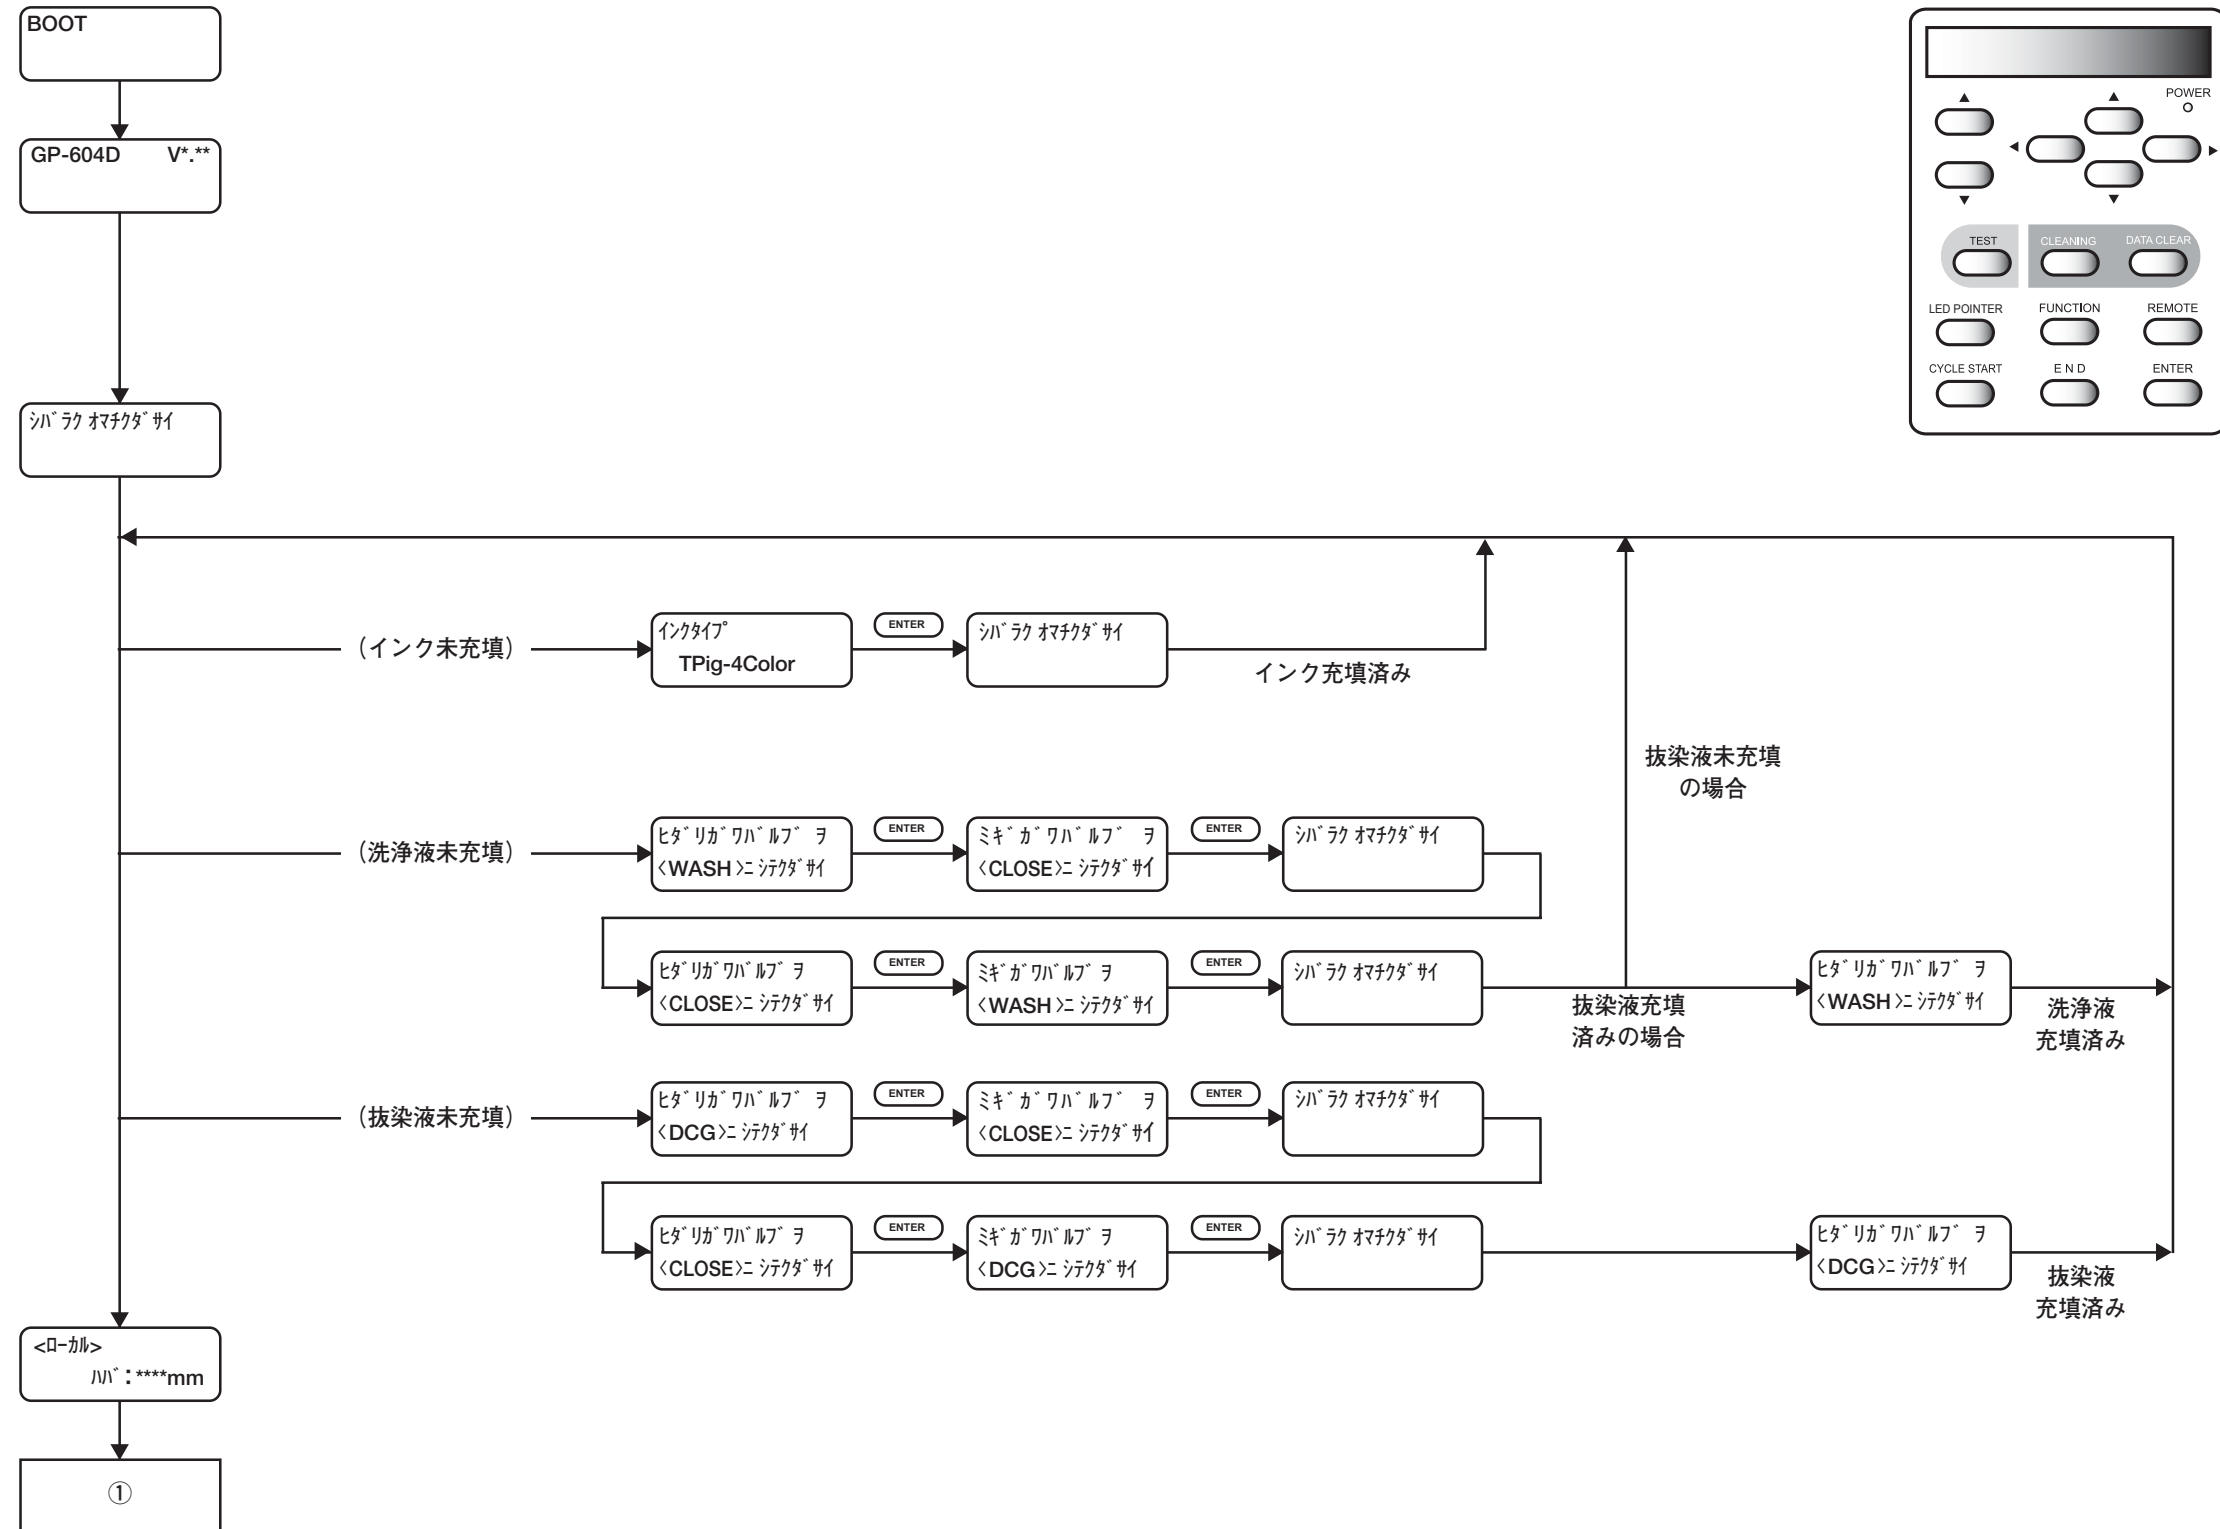 BOOT
GP-604D V*.**
ｼﾊﾞﾗｸ ｵﾏﾁｸﾀﾞｻｲ
POWER
TEST CLEANING DATA CLEAR
LED POINTER FUNCTION REMOTE
CYCLE START END ENTER
（インク未充填）
ｲﾝｸﾀｲﾌﾟ
TPig-4Color
ENTER
ｼﾊﾞﾗｸ ｵﾏﾁｸﾀﾞｻｲ
インク充填済み
抜染液未充填
の場合
（洗浄液未充填）
ﾋﾀﾞﾘｶﾞﾜﾊﾞﾙﾌﾞ ｦ
<WASH>ﾆ ｼﾃｸﾀﾞｻｲ
ENTER
ﾐｷﾞｶﾞﾜﾊﾞﾙﾌﾞ ｦ
<CLOSE>ﾆ ｼﾃｸﾀﾞｻｲ
ENTER
ｼﾊﾞﾗｸ ｵﾏﾁｸﾀﾞｻｲ
ﾋﾀﾞﾘｶﾞﾜﾊﾞﾙﾌﾞ ｦ
<CLOSE>ﾆ ｼﾃｸﾀﾞｻｲ
ENTER
ﾐｷﾞｶﾞﾜﾊﾞﾙﾌﾞ ｦ
<WASH>ﾆ ｼﾃｸﾀﾞｻｲ
ENTER
ｼﾊﾞﾗｸ ｵﾏﾁｸﾀﾞｻｲ
抜染液充填
済みの場合
ﾋﾀﾞﾘｶﾞﾜﾊﾞﾙﾌﾞ ｦ
<WASH>ﾆ ｼﾃｸﾀﾞｻｲ
洗浄液
充填済み
（抜染液未充填）
ﾋﾀﾞﾘｶﾞﾜﾊﾞﾙﾌﾞ ｦ
<DCG>ﾆ ｼﾃｸﾀﾞｻｲ
ENTER
ﾐｷﾞｶﾞﾜﾊﾞﾙﾌﾞ ｦ
<CLOSE>ﾆ ｼﾃｸﾀﾞｻｲ
ENTER
ｼﾊﾞﾗｸ ｵﾏﾁｸﾀﾞｻｲ
ﾋﾀﾞﾘｶﾞﾜﾊﾞﾙﾌﾞ ｦ
<CLOSE>ﾆ ｼﾃｸﾀﾞｻｲ
ENTER
ﾐｷﾞｶﾞﾜﾊﾞﾙﾌﾞ ｦ
<DCG>ﾆ ｼﾃｸﾀﾞｻｲ
ENTER
ｼﾊﾞﾗｸ ｵﾏﾁｸﾀﾞｻｲ
ﾋﾀﾞﾘｶﾞﾜﾊﾞﾙﾌﾞ ｦ
<DCG>ﾆ ｼﾃｸﾀﾞｻｲ
抜染液
充填済み
<ﾛｰｶﾙ>
ﾊﾊﾞ：****mm
①